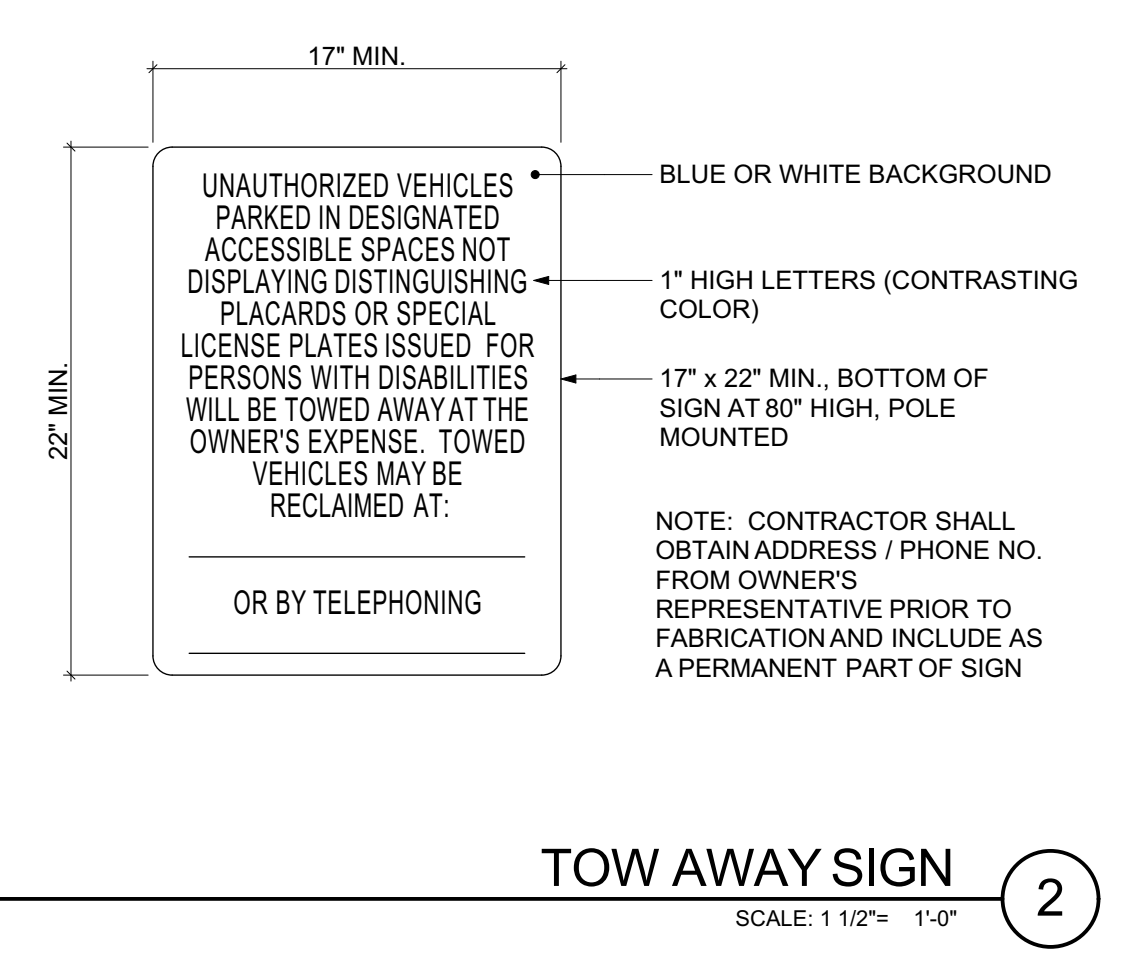 17" MIN.
22" MIN.
UNAUTHORIZED VEHICLES
PARKED IN DESIGNATED
ACCESSIBLE SPACES NOT
DISPLAYING DISTINGUISHING
PLACARDS OR SPECIAL
LICENSE PLATES ISSUED FOR
PERSONS WITH DISABILITIES
WILL BE TOWED AWAY AT THE
OWNER'S EXPENSE. TOWED
VEHICLES MAY BE
RECLAIMED AT:
OR BY TELEPHONING
BLUE OR WHITE BACKGROUND
1" HIGH LETTERS (CONTRASTING
COLOR)
17" x 22" MIN., BOTTOM OF
SIGN AT 80" HIGH, POLE
MOUNTED
NOTE: CONTRACTOR SHALL
OBTAIN ADDRESS / PHONE NO.
FROM OWNER'S
REPRESENTATIVE PRIOR TO
FABRICATION AND INCLUDE AS
A PERMANENT PART OF SIGN
TOW AWAY SIGN
2
SCALE: 1 1/2"= 1'-0"